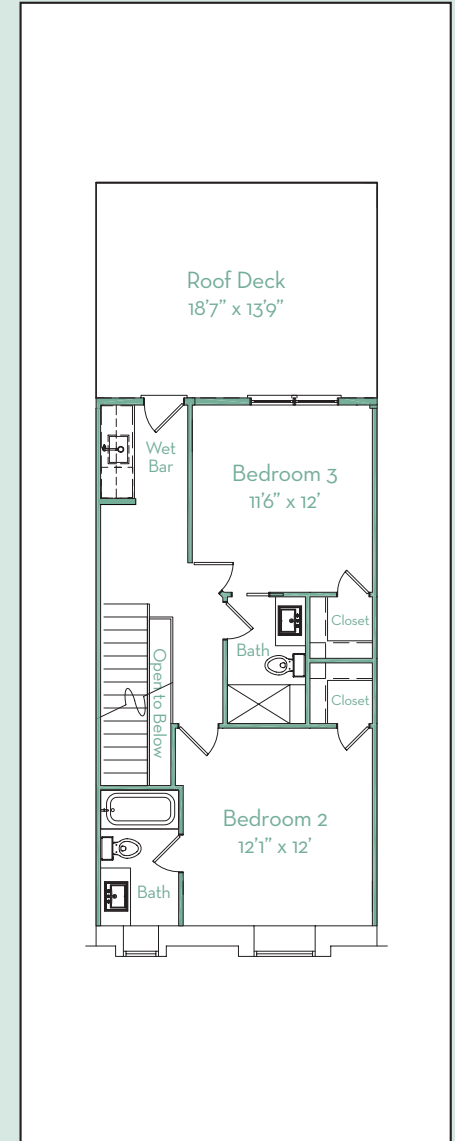 Roof Deck
18'7” x 13'9”
Wet
Bar
Bedroom 3
11'6” x 12'
Closet
Bath
Open to Below
Closet
Bedroom 2
12'1” x 12'
Bath